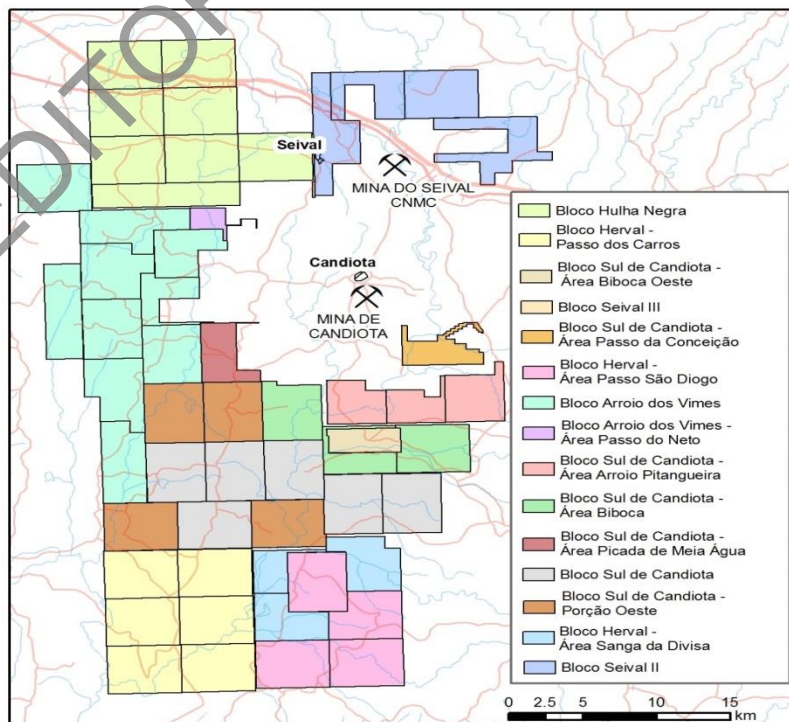 EDITOR
Seival
MINA DO SEIVAL
CNMC
Candiota
MINA DE
CANDIOTA
Bloco Hulha Negra
Bloco Herval -
Passo dos Carros
Bloco Sul de Candiota -
Área Biboca Oeste
Bloco Seival III
Bloco Sul de Candiota -
Área Passo da Conceição
Bloco Herval -
Área Passo São Diogo
Bloco Arroio dos Vimes
Bloco Arroio dos Vimes -
Área Passo do Neto
Bloco Sul de Candiota -
Área Arroio Pitangueira
Bloco Sul de Candiota -
Área Biboca
Bloco Sul de Candiota -
Área Picada de Meia Água
Bloco Sul de Candiota
Bloco Sul de Candiota -
Porção Oeste
Bloco Herval -
Área Sanga da Divisa
Bloco Seival II
0 2.5 5 10 15
km